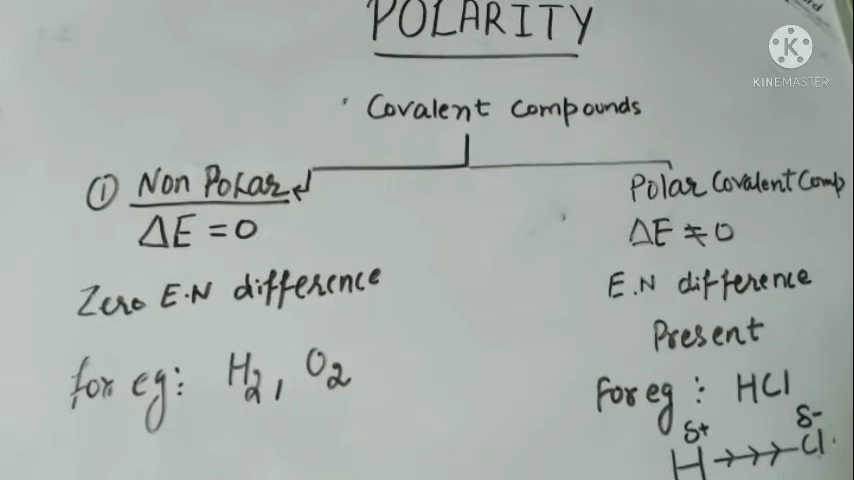 POLARITY
Covalent compounds
① Non Polar
ΔE = 0
Zero E.N difference
for eg: H₂, O₂
Polar Covalent Comp
ΔE ≠ 0
E.N difference
Present
For eg : HCl
δ+ δ-
H →→→ Cl.
KINEMASTER